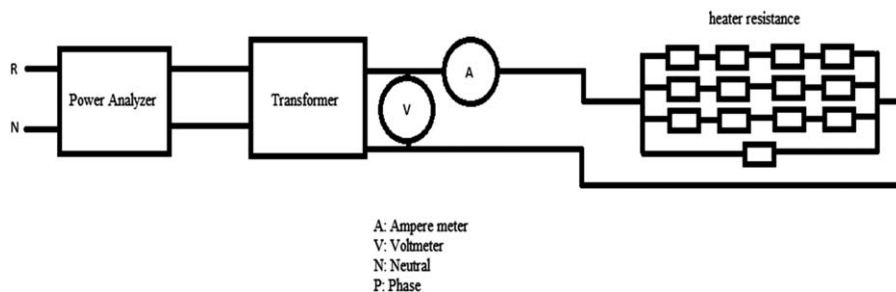 heater resistance
R
Power Analyzer
Transformer
A
V
N
A: Ampere meter
V: Voltmeter
N: Neutral
P: Phase